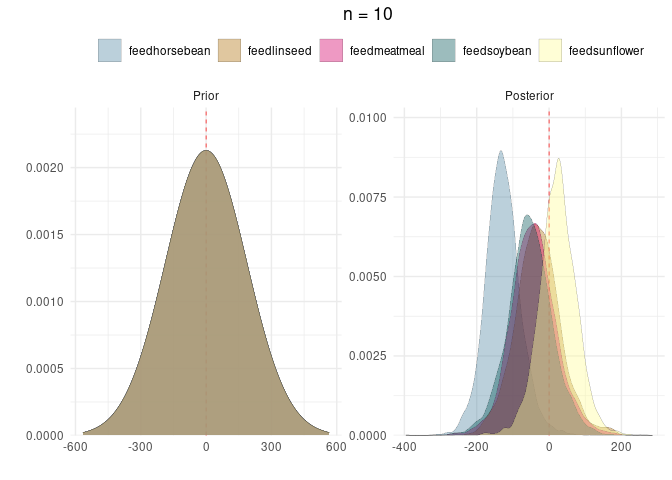 n = 10
feedhorsebean feedlinseed feedmeatmeal feedsoybean feedsunflower
Prior
0.0020
0.0015
0.0010
0.0005
0.0000
-600 -300 0 300 600
Posterior
0.0100
0.0075
0.0050
0.0025
0.0000
-400 -200 0 200